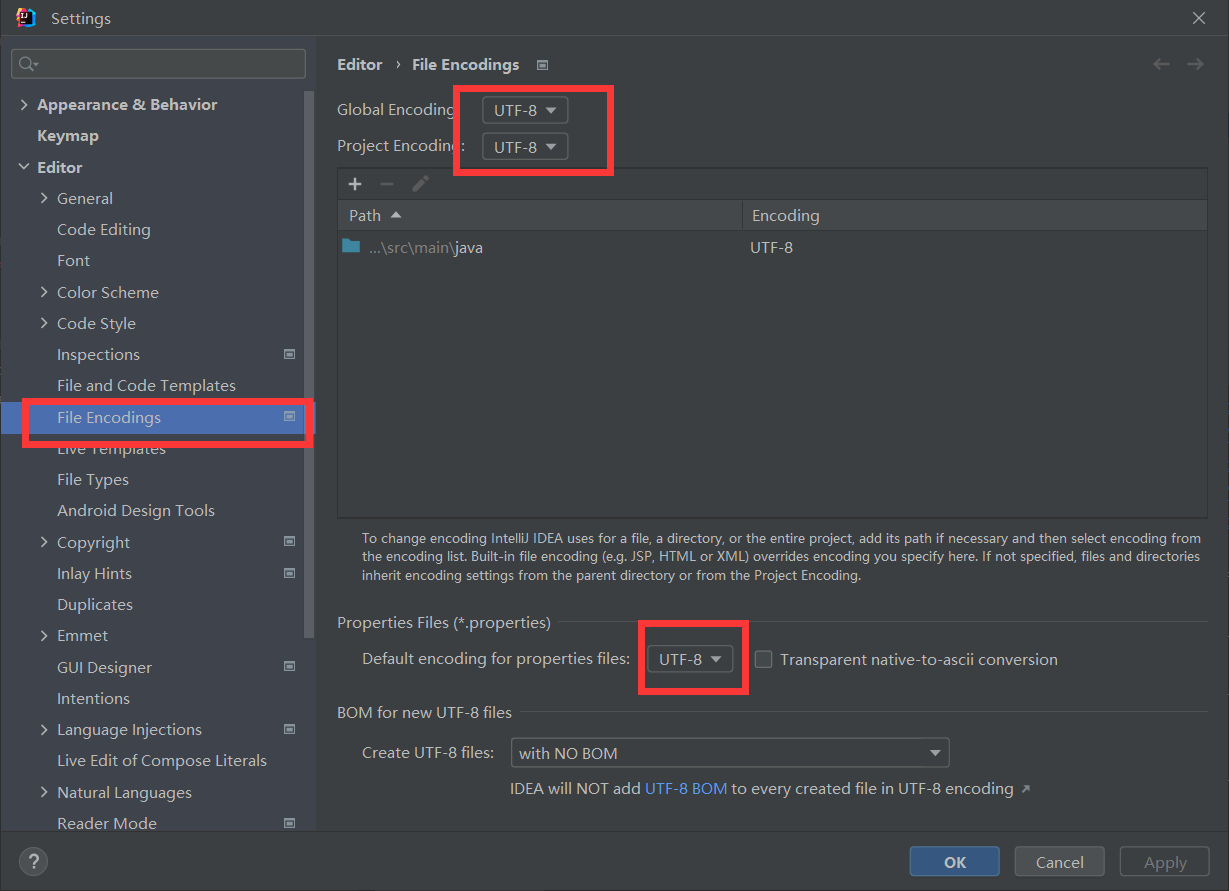 Settings
Appearance & Behavior
Keymap
Editor
General
Code Editing
Font
Color Scheme
Code Style
Inspections
File and Code Templates
File Encodings
Live Templates
File Types
Android Design Tools
Copyright
Inlay Hints
Duplicates
Emmet
GUI Designer
Intentions
Language Injections
Live Edit of Compose Literals
Natural Languages
Reader Mode
?
Editor › File Encodings
Global Encoding UTF-8
Project Encoding: UTF-8
Path Encoding
...\src\main\java UTF-8
To change encoding IntelliJ IDEA uses for a file, a directory, or the entire project, add its path if necessary and then select encoding from
the encoding list. Built-in file encoding (e.g. JSP, HTML or XML) overrides encoding you specify here. If not specified, files and directories
inherit encoding settings from the parent directory or from the Project Encoding.
Properties Files (*.properties)
Default encoding for properties files: UTF-8 Transparent native-to-ascii conversion
BOM for new UTF-8 files
Create UTF-8 files: with NO BOM
IDEA will NOT add UTF-8 BOM to every created file in UTF-8 encoding ↗
OK Cancel Apply